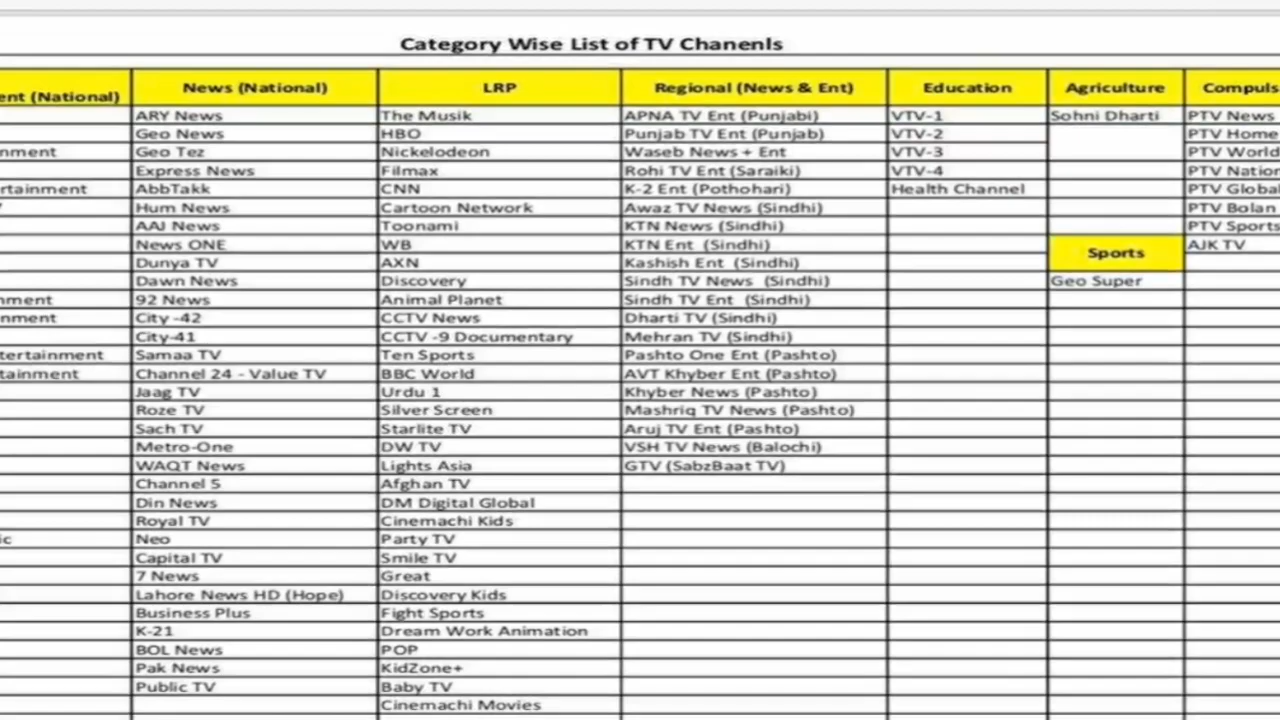 Category Wise List of TV Chanenls
ent (National) News (National) LRP Regional (News & Ent) Education Agriculture Compuls
ARY News The Musik APNA TV Ent (Punjabi) VTV-1 Sohni Dharti PTV News
Geo News HBO Punjab TV Ent (Punjab) VTV-2 PTV Home
nment Geo Tez Nickelodeon Waseb News + Ent VTV-3 PTV World
Express News Filmax Rohi TV Ent (Saraiki) VTV-4 PTV Nation
rtainment AbbTakk CNN K-2 Ent (Pothohari) Health Channel PTV Global
Hum News Cartoon Network Awaz TV News (Sindhi) PTV Bolan
AAJ News Toonami KTN News (Sindhi) PTV Sports
News ONE WB KTN Ent (Sindhi) Sports AJK TV
Dunya TV AXN Kashish Ent (Sindhi)
Dawn News Discovery Sindh TV News (Sindhi) Geo Super
nment 92 News Animal Planet Sindh TV Ent (Sindhi)
nment City -42 CCTV News Dharti TV (Sindhi)
City-41 CCTV -9 Documentary Mehran TV (Sindhi)
tertainment Samaa TV Ten Sports Pashto One Ent (Pashto)
tainment Channel 24 - Value TV BBC World AVT Khyber Ent (Pashto)
Jaag TV Urdu 1 Khyber News (Pashto)
Roze TV Silver Screen Mashriq TV News (Pashto)
Sach TV Starlite TV Aruj TV Ent (Pashto)
Metro-One DW TV VSH TV News (Balochi)
WAQT News Lights Asia GTV (SabzBaat TV)
Channel 5 Afghan TV
Din News DM Digital Global
Royal TV Cinemachi Kids
ic Neo Party TV
Capital TV Smile TV
7 News Great
Lahore News HD (Hope) Discovery Kids
Business Plus Fight Sports
K-21 Dream Work Animation
BOL News POP
Pak News KidZone+
Public TV Baby TV
Cinemachi Movies